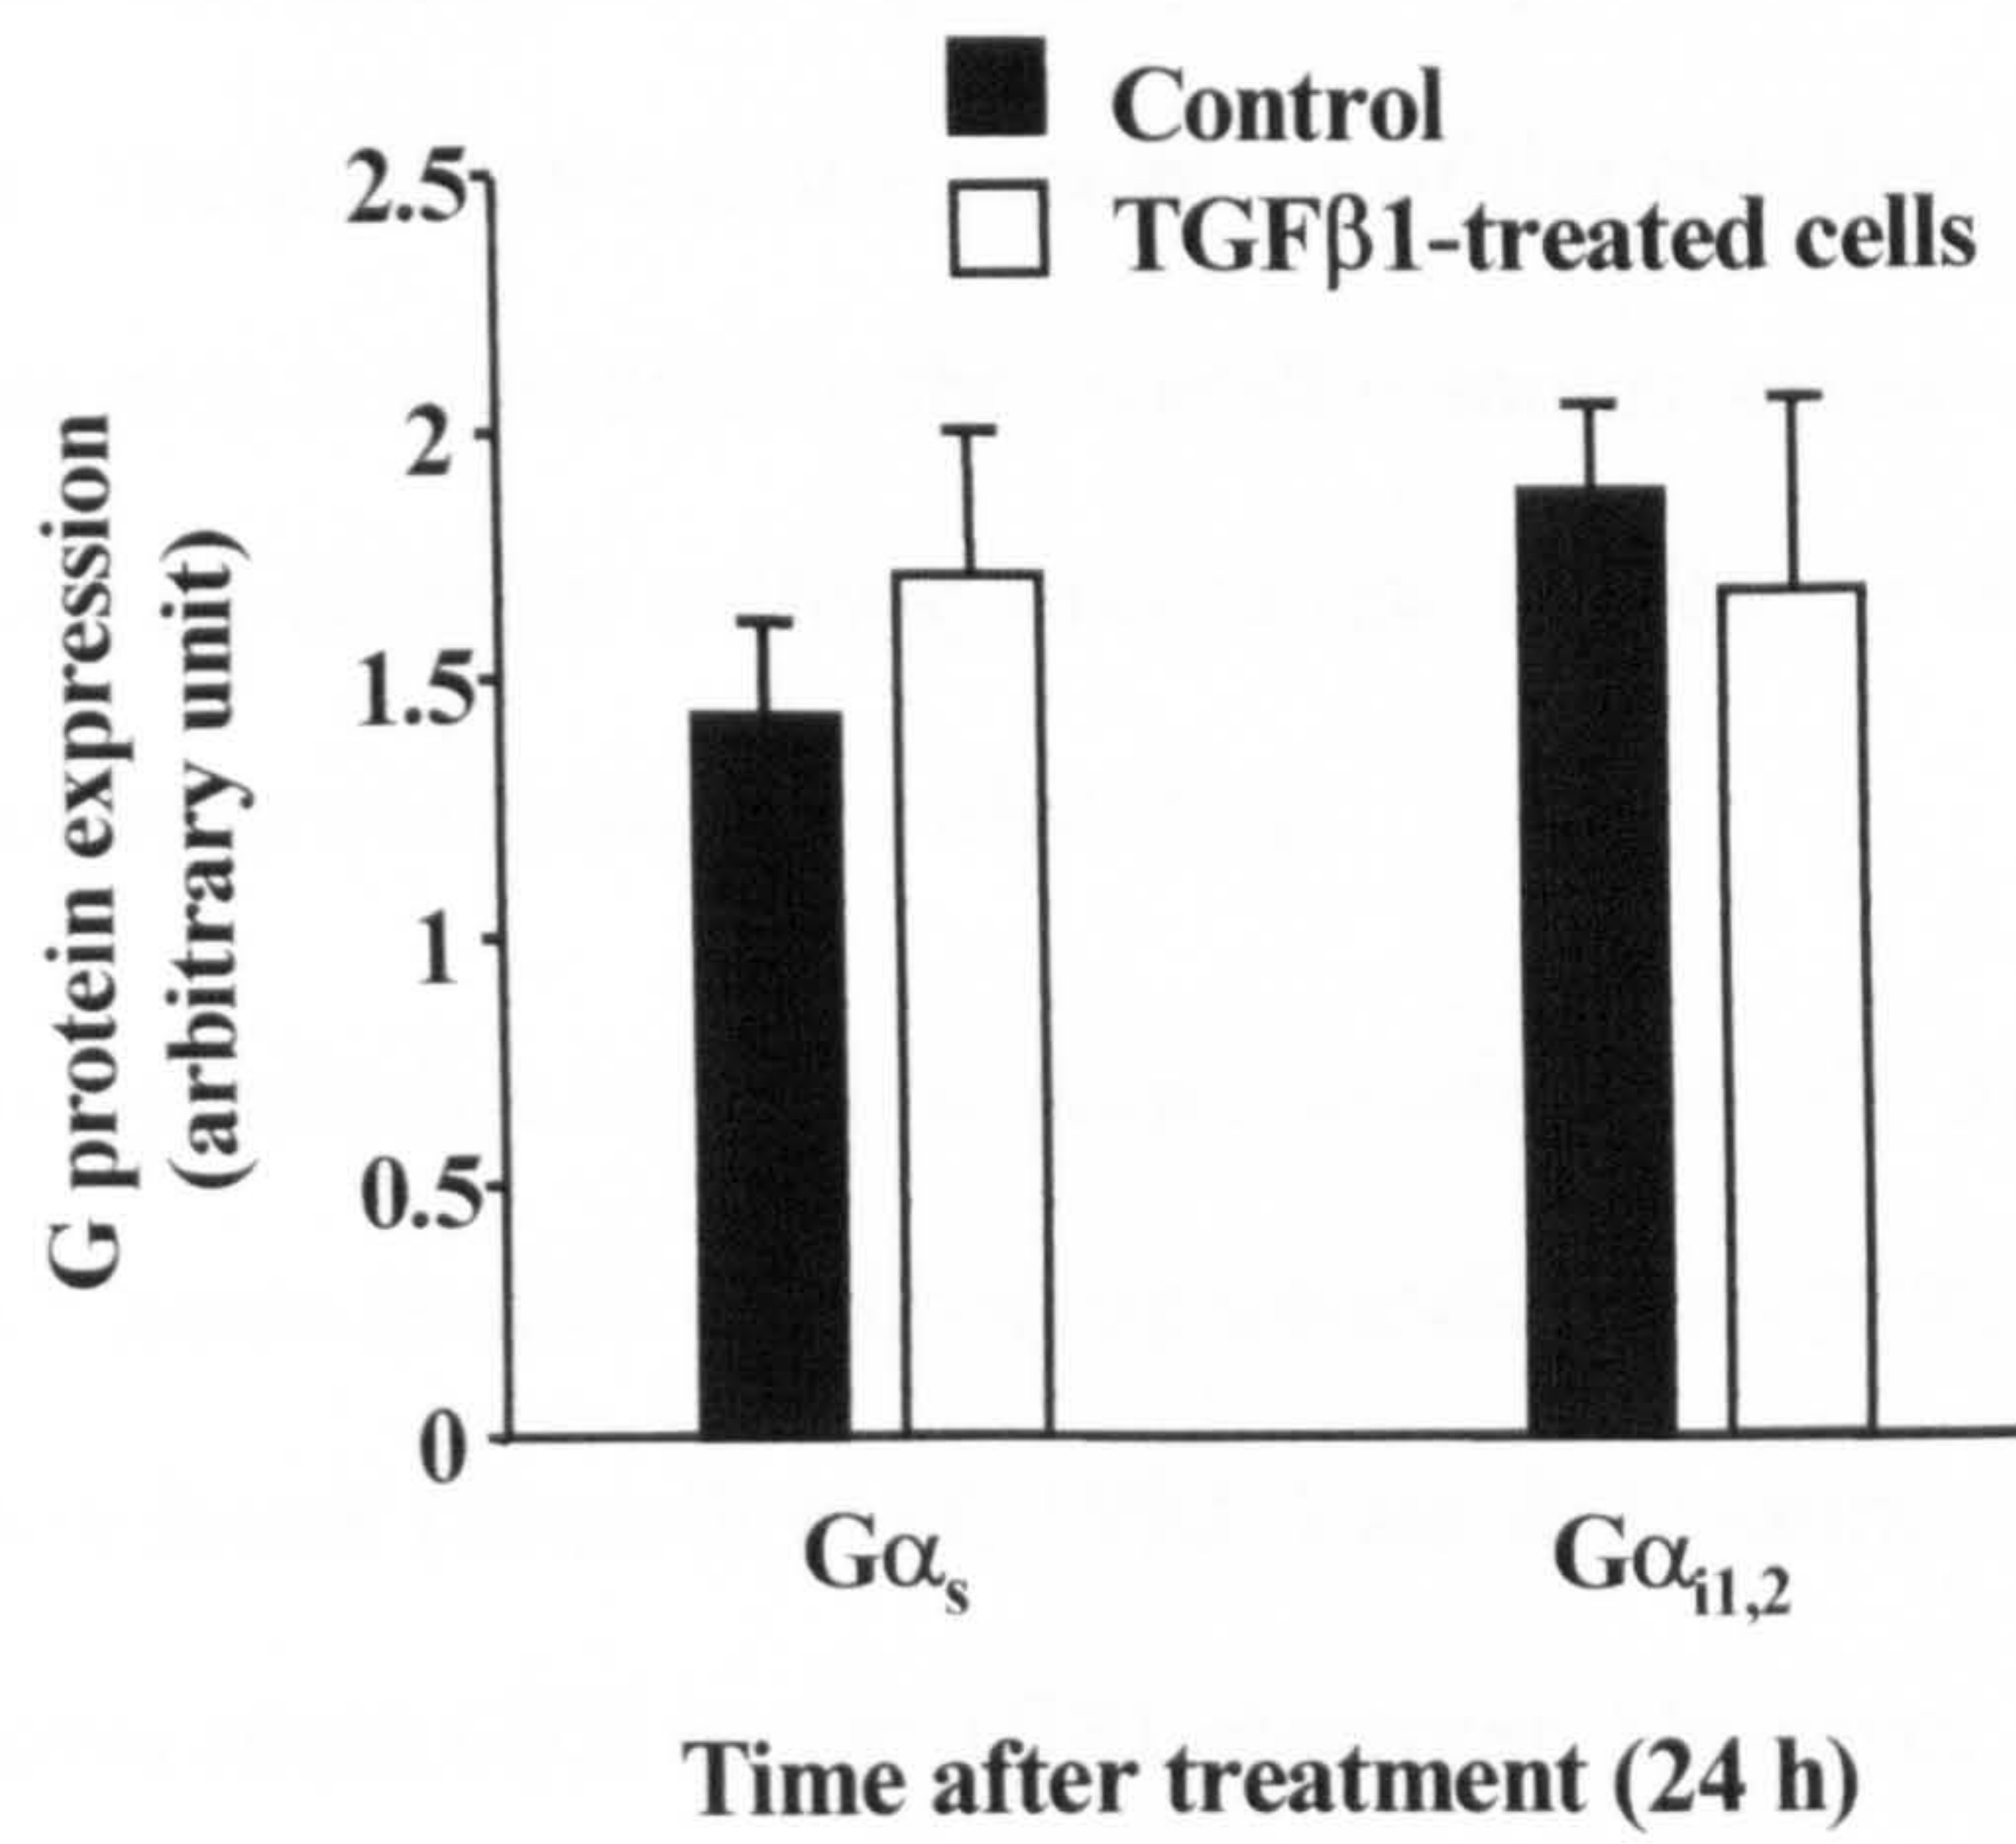 Control
TGFβ1-treated cells
2.5
2
1.5
1
0.5
0
G protein expression
(arbitrary unit)
Gαs
Gαi1,2
Time after treatment (24 h)